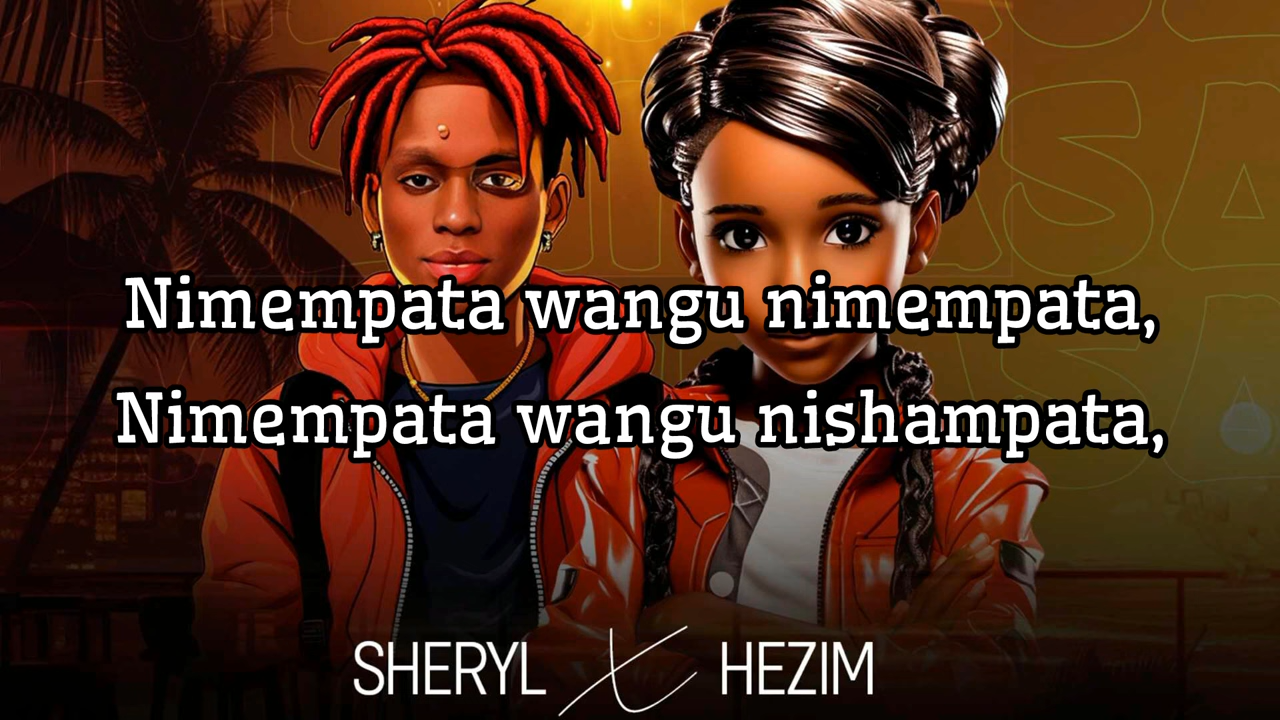 Nimempata wangu nimempata,
Nimempata wangu nishampata,
SHERYL X HEZIM